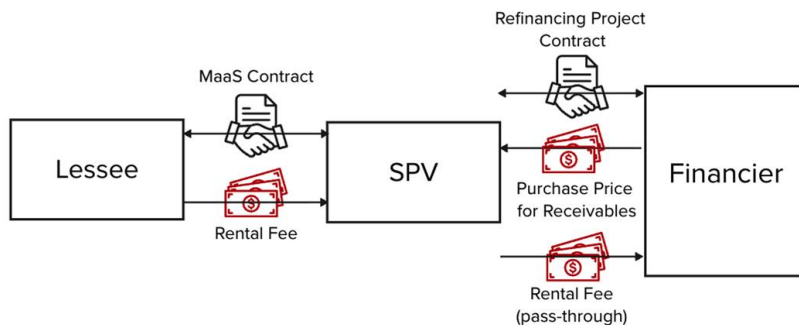 Refinancing Project
Contract
MaaS Contract
Lessee
SPV
Financier
Rental Fee
Purchase Price
for Receivables
Rental Fee
(pass-through)
$
$
$